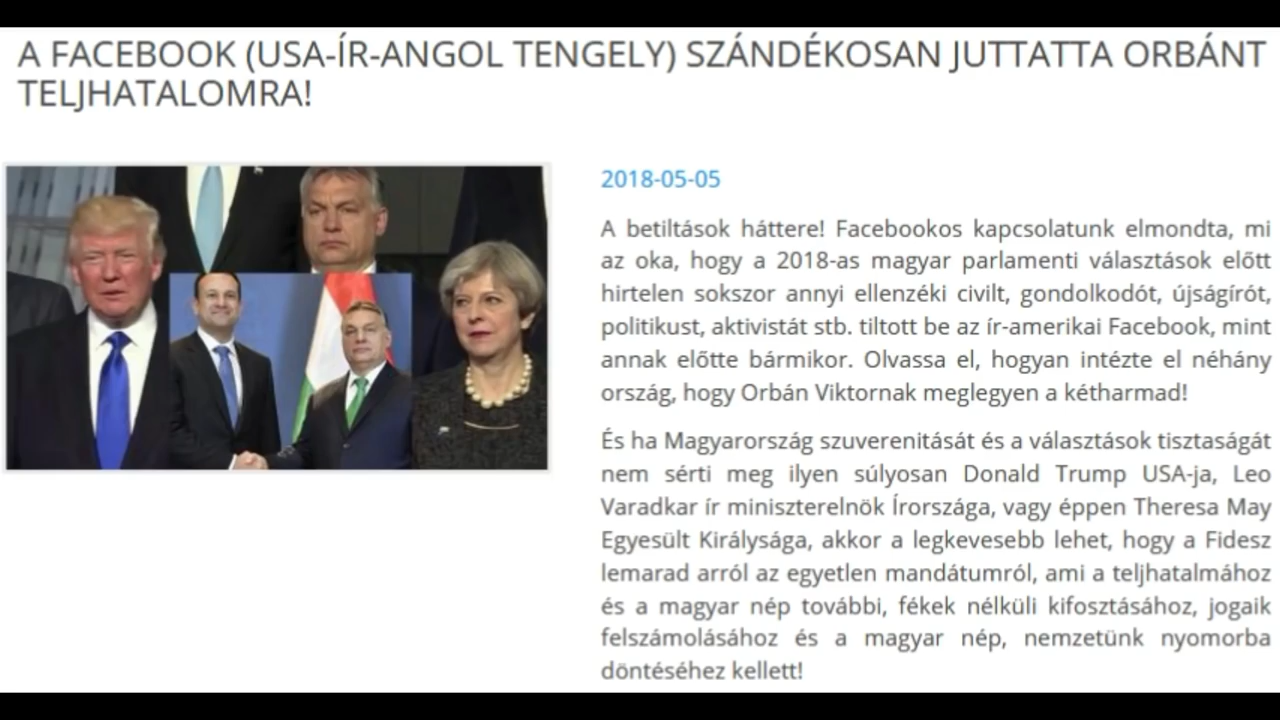 A FACEBOOK (USA-ÍR-ANGOL TENGELY) SZÁNDÉKOSAN JUTTATTA ORBÁNT
TELJHATALOMRA!
2018-05-05
A betiltások háttere! Facebookos kapcsolatunk elmondta, mi
az oka, hogy a 2018-as magyar parlamenti választások előtt
hirtelen sokszor annyi ellenzéki civilt, gondolkodót, újságírót,
politikust, aktivistát stb. tiltott be az ír-amerikai Facebook, mint
annak előtte bármikor. Olvassa el, hogyan intézte el néhány
ország, hogy Orbán Viktornak meglegyen a kétharmad!
És ha Magyarország szuverenitását és a választások tisztaságát
nem sérti meg ilyen súlyosan Donald Trump USA-ja, Leo
Varadkar ír miniszterelnök Írországa, vagy éppen Theresa May
Egyesült Királysága, akkor a legkevesebb lehet, hogy a Fidesz
lemarad arról az egyetlen mandátumról, ami a teljhatalmához
és a magyar nép további, fékek nélküli kifosztásához, jogaik
felszámolásához és a magyar nép, nemzetünk nyomorba
döntéséhez kellett!